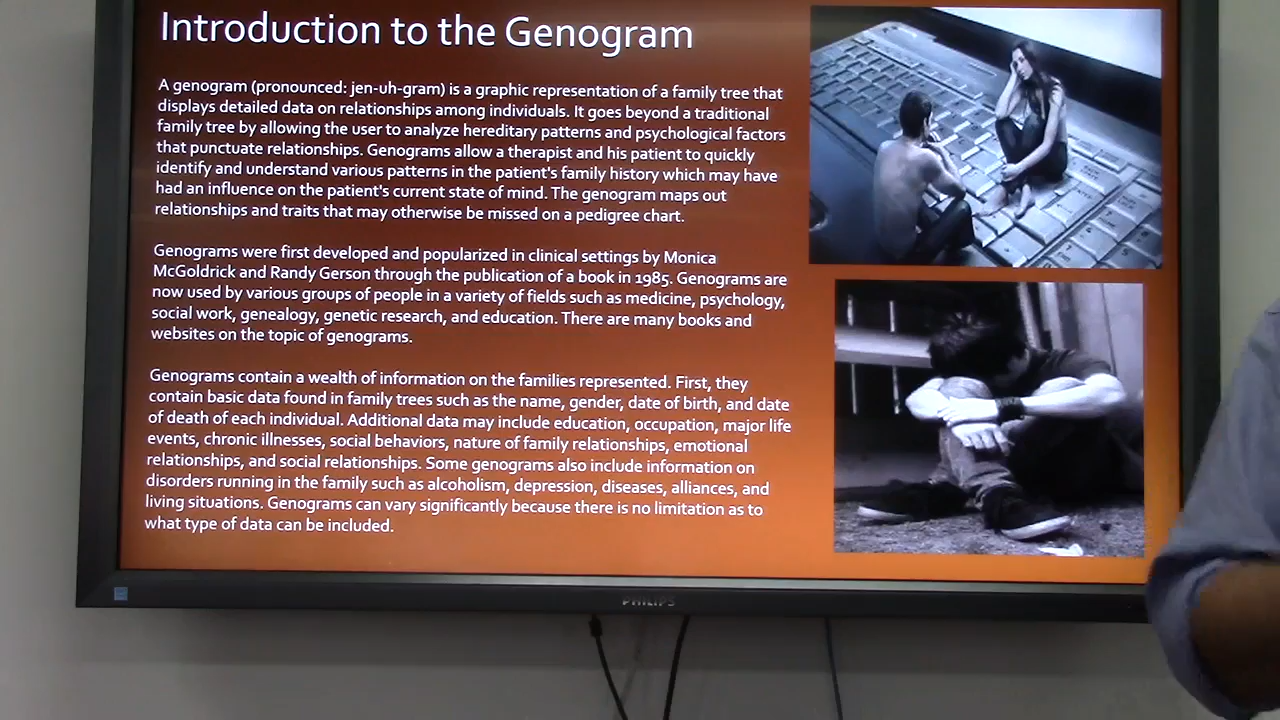 Introduction to the Genogram
A genogram (pronounced: jen-uh-gram) is a graphic representation of a family tree that
displays detailed data on relationships among individuals. It goes beyond a traditional
family tree by allowing the user to analyze hereditary patterns and psychological factors
that punctuate relationships. Genograms allow a therapist and his patient to quickly
identify and understand various patterns in the patient's family history which may have
had an influence on the patient's current state of mind. The genogram maps out
relationships and traits that may otherwise be missed on a pedigree chart.
Genograms were first developed and popularized in clinical settings by Monica
McGoldrick and Randy Gerson through the publication of a book in 1985. Genograms are
now used by various groups of people in a variety of fields such as medicine, psychology,
social work, genealogy, genetic research, and education. There are many books and
websites on the topic of genograms.
Genograms contain a wealth of information on the families represented. First, they
contain basic data found in family trees such as the name, gender, date of birth, and date
of death of each individual. Additional data may include education, occupation, major life
events, chronic illnesses, social behaviors, nature of family relationships, emotional
relationships, and social relationships. Some genograms also include information on
disorders running in the family such as alcoholism, depression, diseases, alliances, and
living situations. Genograms can vary significantly because there is no limitation as to
what type of data can be included.
PHILIPS